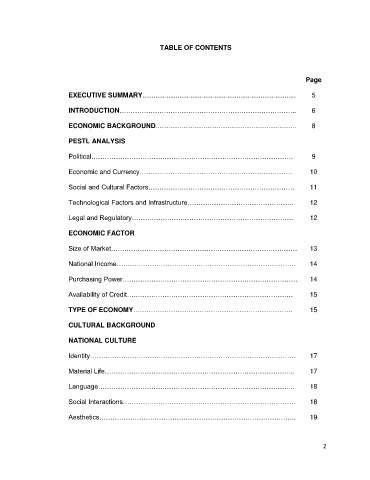 TABLE OF CONTENTS
Page
EXECUTIVE SUMMARY.................................................................................. 5
INTRODUCTION............................................................................................. 6
ECONOMIC BACKGROUND.......................................................................... 8
PESTL ANALYSIS
Political........................................................................................................ 9
Economic and Currency............................................................................... 10
Social and Cultural Factors........................................................................... 11
Technological Factors and Infrastructure....................................................... 12
Legal and Regulatory.................................................................................... 12
ECONOMIC FACTOR
Size of Market................................................................................................ 13
National Income............................................................................................ 14
Purchasing Power......................................................................................... 14
Availability of Credit...................................................................................... 15
TYPE OF ECONOMY................................................................................... 15
CULTURAL BACKGROUND
NATIONAL CULTURE
Identity.......................................................................................................... 17
Material Life.................................................................................................. 17
Language...................................................................................................... 18
Social Interactions......................................................................................... 18
Aesthetics...................................................................................................... 19
2